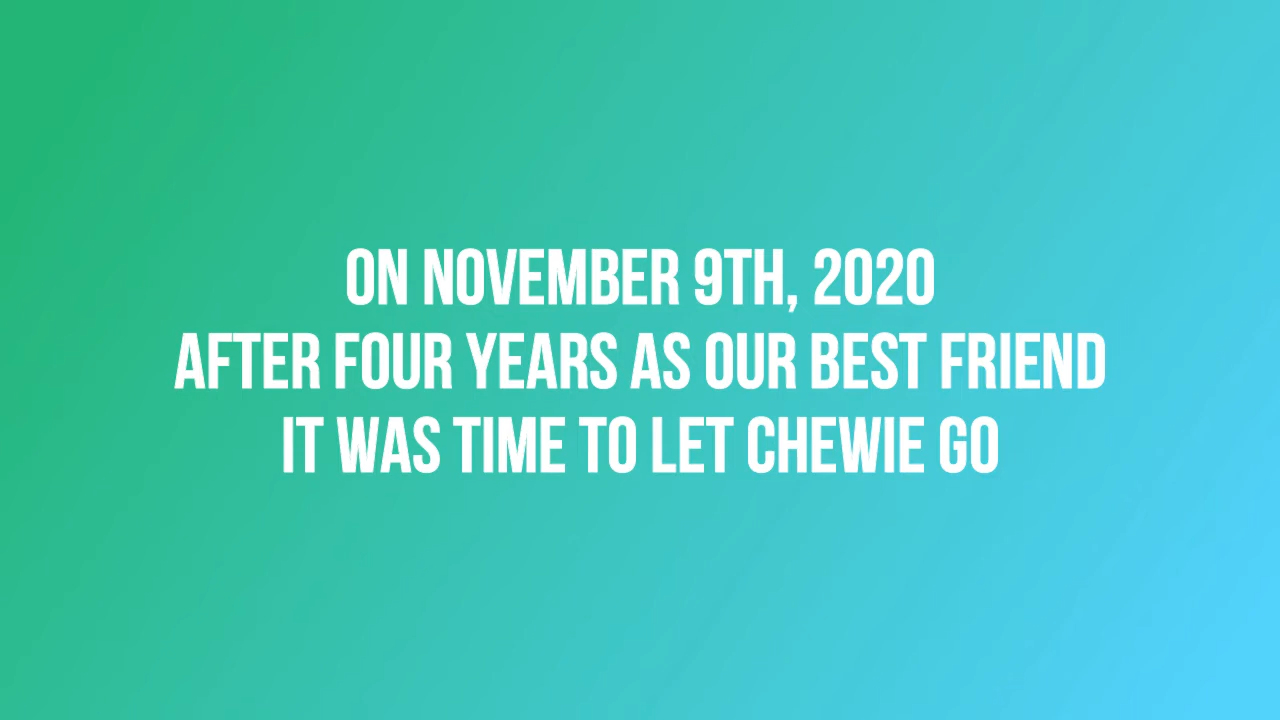 ON NOVEMBER 9TH, 2020
AFTER FOUR YEARS AS OUR BEST FRIEND
IT WAS TIME TO LET CHEWIE GO